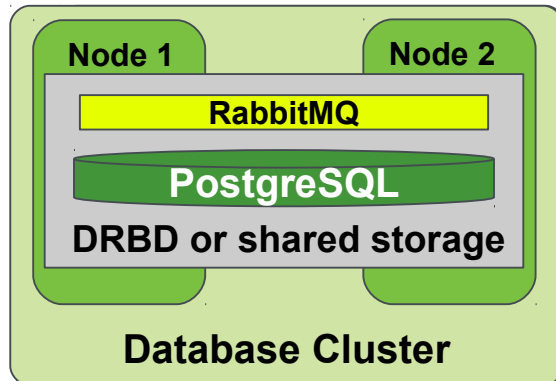 Node 1
Node 2
RabbitMQ
PostgreSQL
DRBD or shared storage
Database Cluster